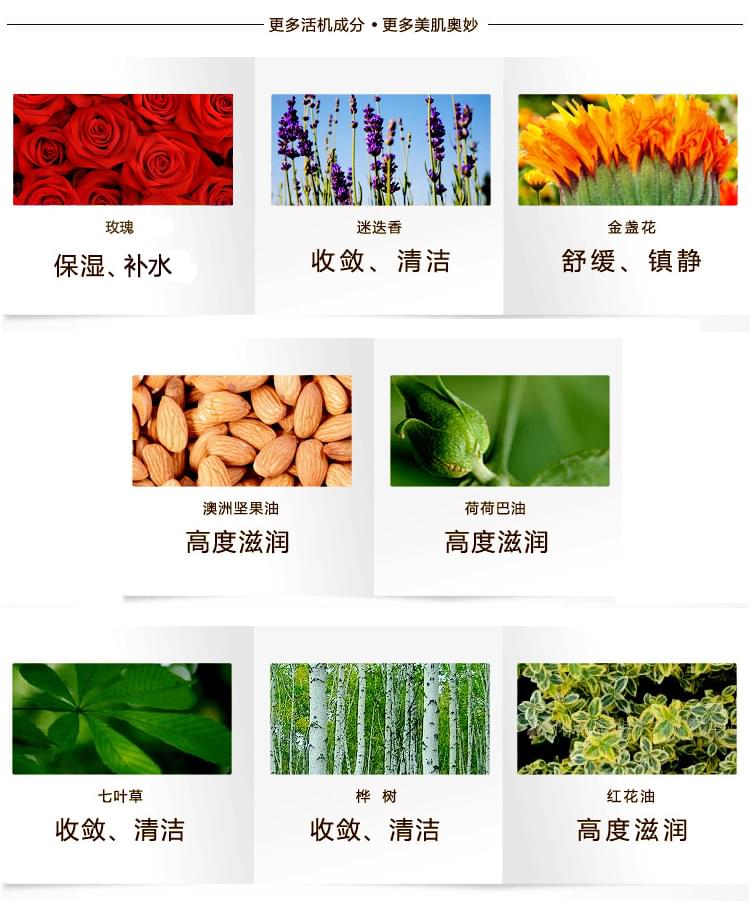 更多活机成分•更多美肌奥妙
玫瑰
迷迭香
金盏花
保湿、补水
收敛、清洁
舒缓、镇静
澳洲坚果油
荷荷巴油
高度滋润
高度滋润
七叶草
桦 树
红花油
收敛、清洁
收敛、清洁
高度滋润